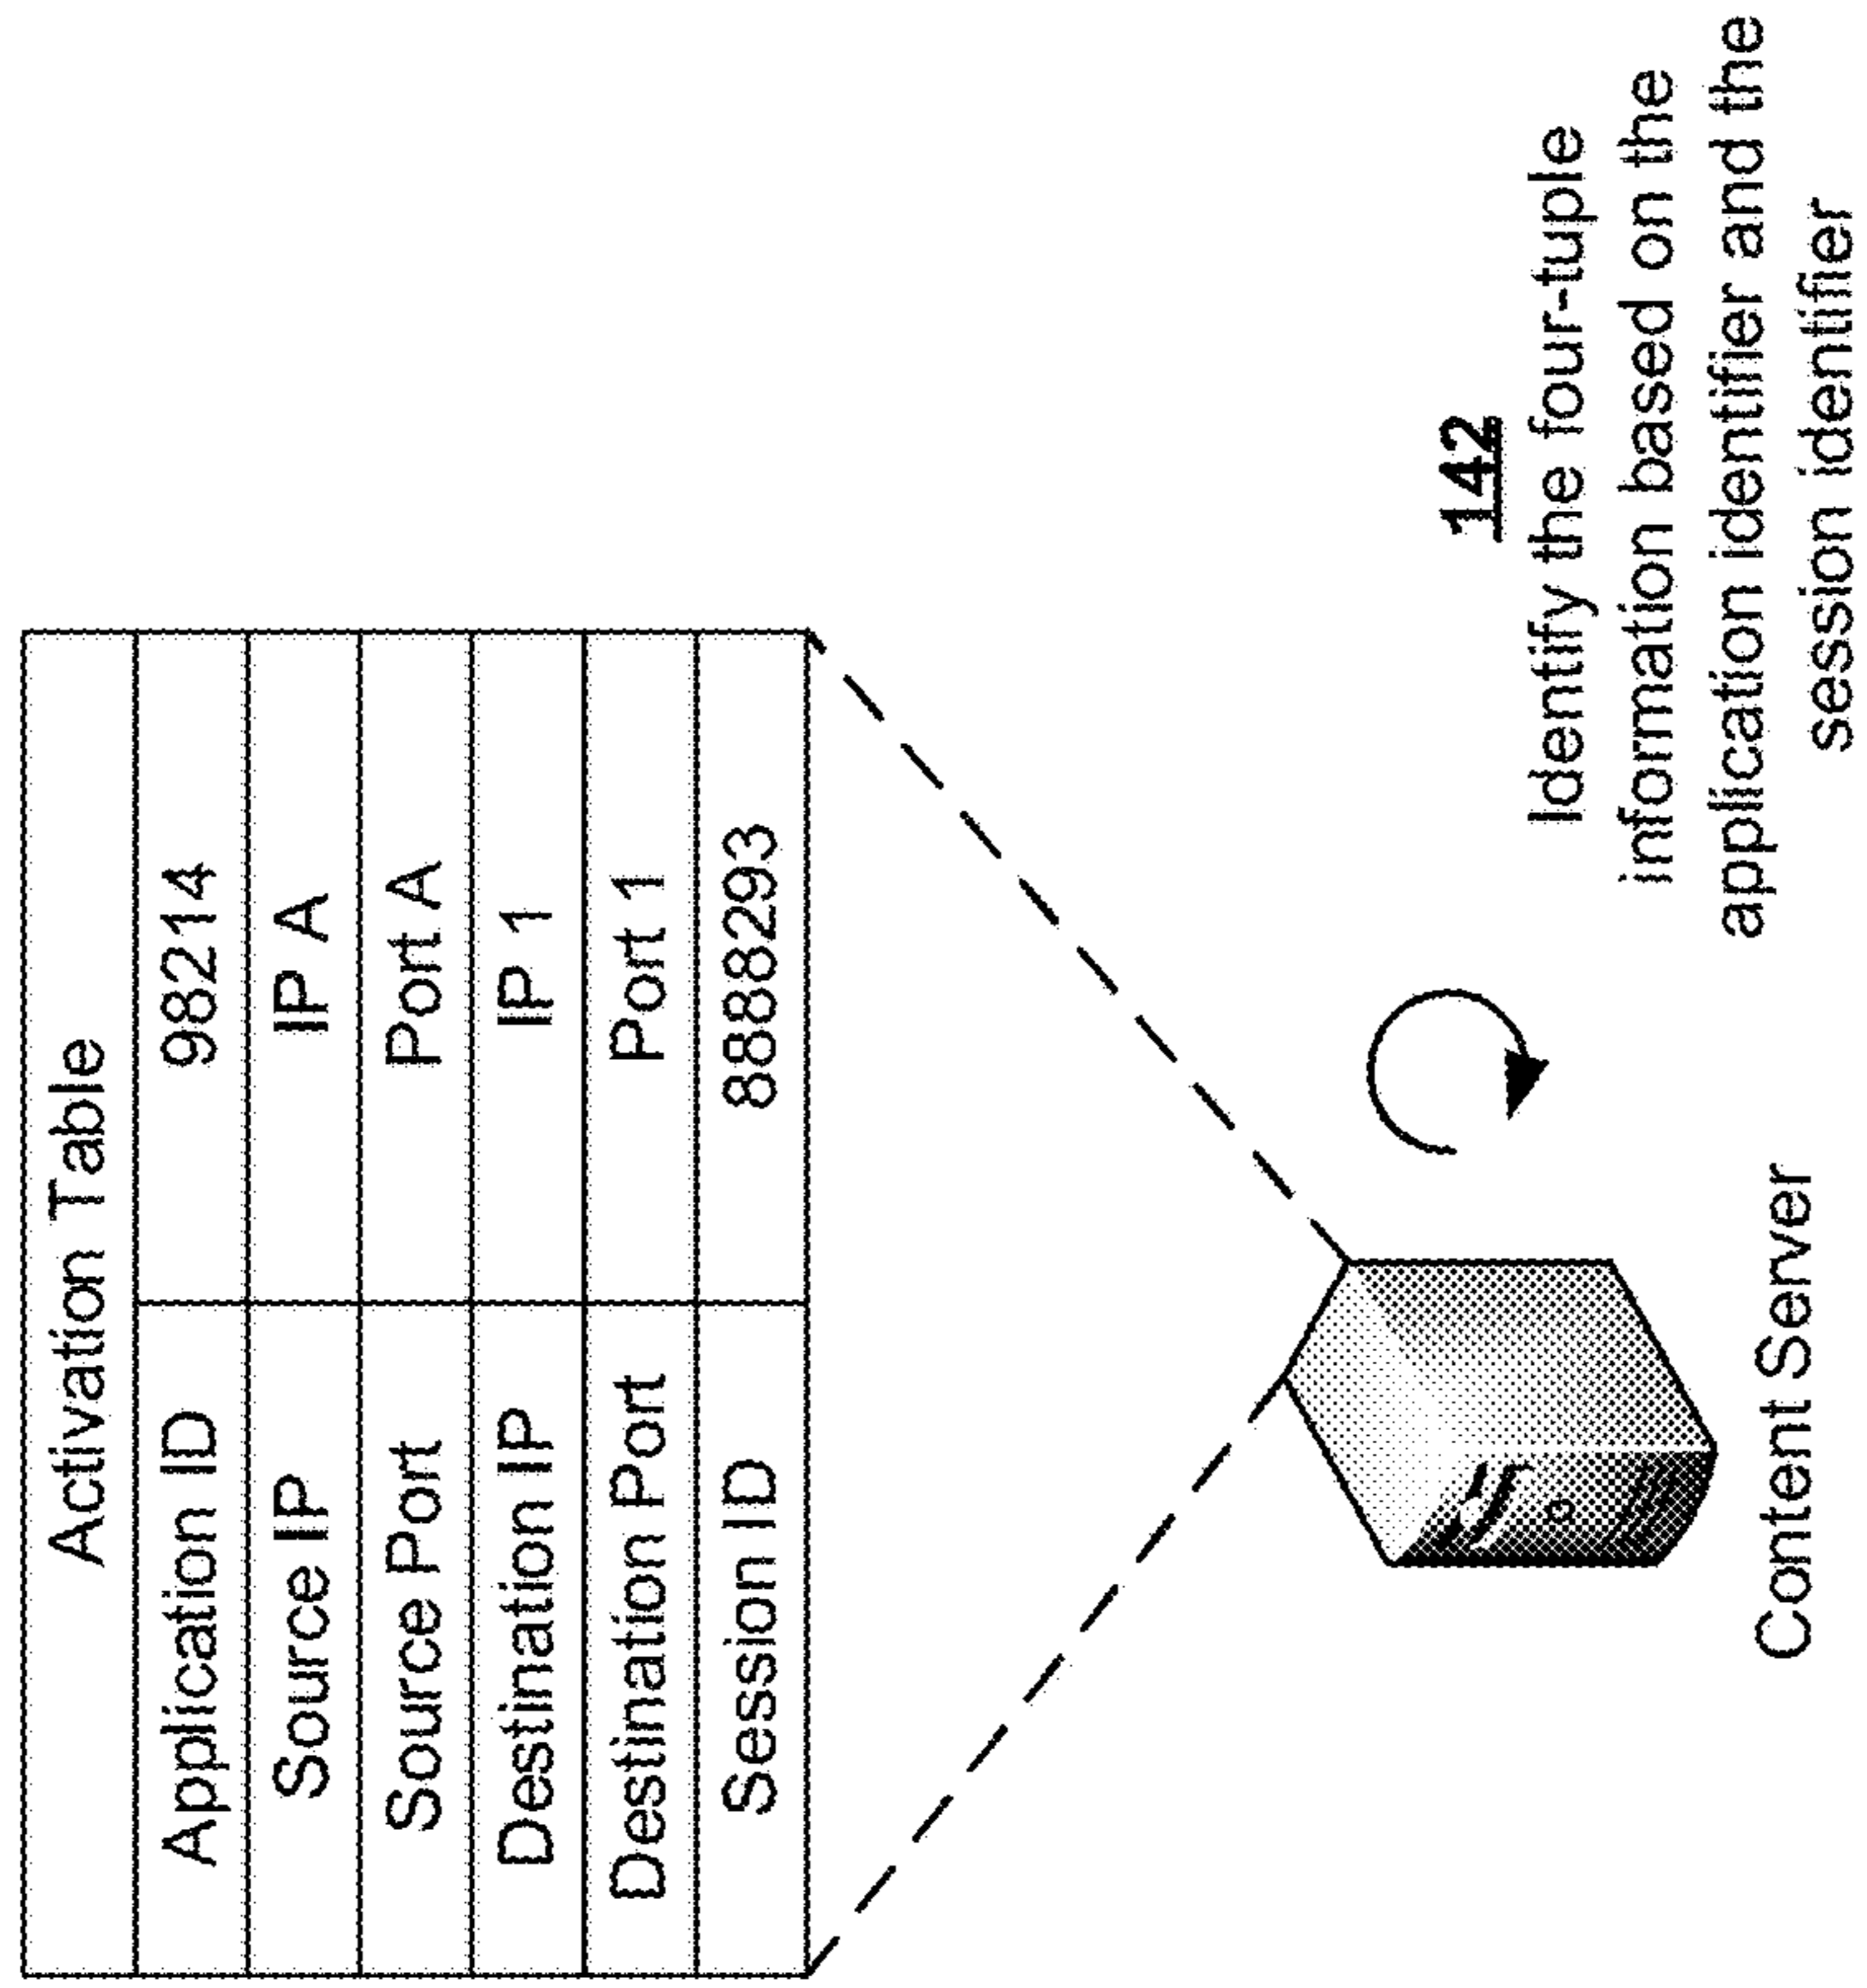 Activation Table
Application ID 98214
Source IP IP A
Source Port Port A
Destination IP IP 1
Destination Port Port 1
Session ID 8888293
142
Identify the four-tuple
information based on the
application identifier and the
session identifier
Content Server